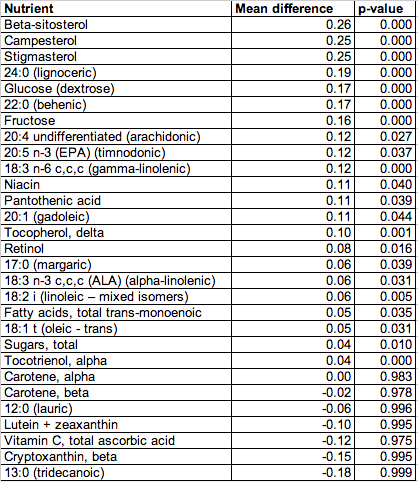 Nutrient Mean difference p-value
Beta-sitosterol 0.26 0.000
Campesterol 0.25 0.000
Stigmasterol 0.25 0.000
24:0 (lignoceric) 0.19 0.000
Glucose (dextrose) 0.17 0.000
22:0 (behenic) 0.17 0.000
Fructose 0.16 0.000
20:4 undifferentiated (arachidonic) 0.12 0.027
20:5 n-3 (EPA) (timnodonic) 0.12 0.037
18:3 n-6 c,c,c (gamma-linolenic) 0.12 0.000
Niacin 0.11 0.040
Pantothenic acid 0.11 0.039
20:1 (gadoleic) 0.11 0.044
Tocopherol, delta 0.10 0.001
Retinol 0.08 0.016
17:0 (margaric) 0.06 0.039
18:3 n-3 c,c,c (ALA) (alpha-linolenic) 0.06 0.031
18:2 i (linoleic – mixed isomers) 0.06 0.005
Fatty acids, total trans-monoenoic 0.05 0.035
18:1 t (oleic - trans) 0.05 0.031
Sugars, total 0.04 0.010
Tocotrienol, alpha 0.04 0.000
Carotene, alpha 0.00 0.983
Carotene, beta -0.02 0.978
12:0 (lauric) -0.06 0.996
Lutein + zeaxanthin -0.10 0.995
Vitamin C, total ascorbic acid -0.12 0.975
Cryptoxanthin, beta -0.15 0.995
13:0 (tridecanoic) -0.18 0.999